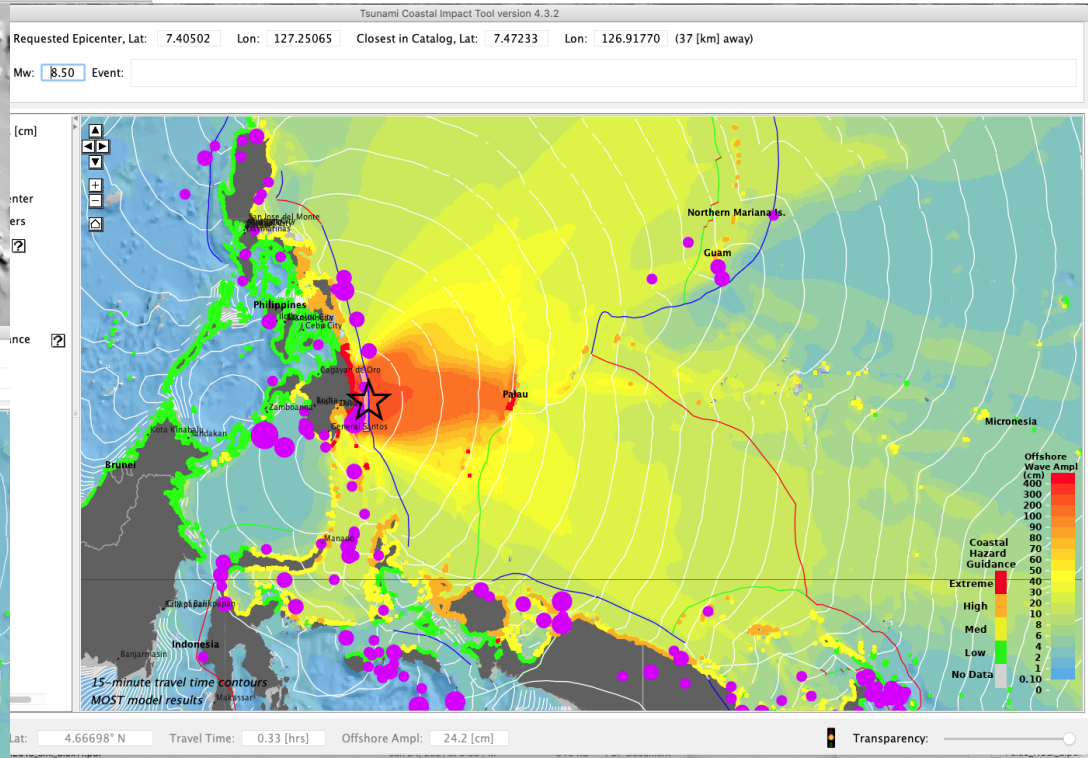 Tsunami Coastal Impact Tool version 4.3.2
Requested Epicenter, Lat: 7.40502 Lon: 127.25065 Closest in Catalog, Lat: 7.47233 Lon: 126.91770 (37 [km] away)
Mw: 8.50 Event:
. [cm]
enter
ers
?
ance ?
San Jose del Monte
Dasmarinas
Northern Mariana Is.
Guam
Philippines
Cebu City
Cagayan de Oro
Palau
Zamboanga
General Santos
Kota Kinabalu
Sandakan
Micronesia
Brunei
Manado
Balikpapan
Indonesia
Banjarmasin
Makassar
15-minute travel time contours
MOST model results
Offshore
Wave Ampl
(cm)
400
300
200
100
90
80
70
60
50
40
30
20
10
8
6
4
2
1
0.10
0
Coastal
Hazard
Guidance
Extreme
High
Med
Low
No Data
Lat: 4.66698° N Travel Time: 0.33 [hrs] Offshore Ampl: 24.2 [cm] Transparency: